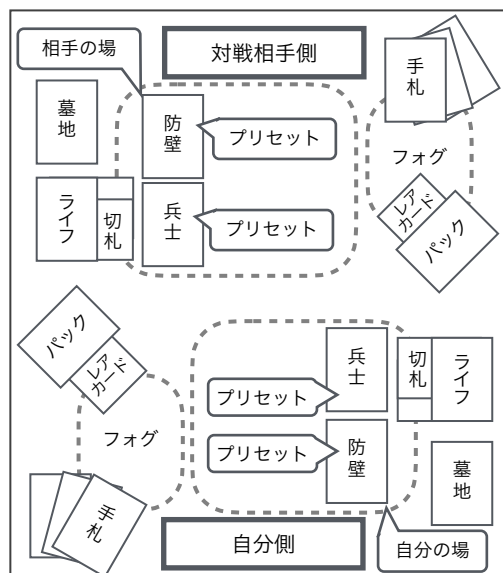 相手の場
対戦相手側
手札
墓地
防壁
プリセット
フォグ
ライフ
切札
兵士
プリセット
レア
カード
パック
パック
レア
カード
兵士
切札
ライフ
プリセット
フォグ
プリセット
防壁
墓地
手札
自分側
自分の場